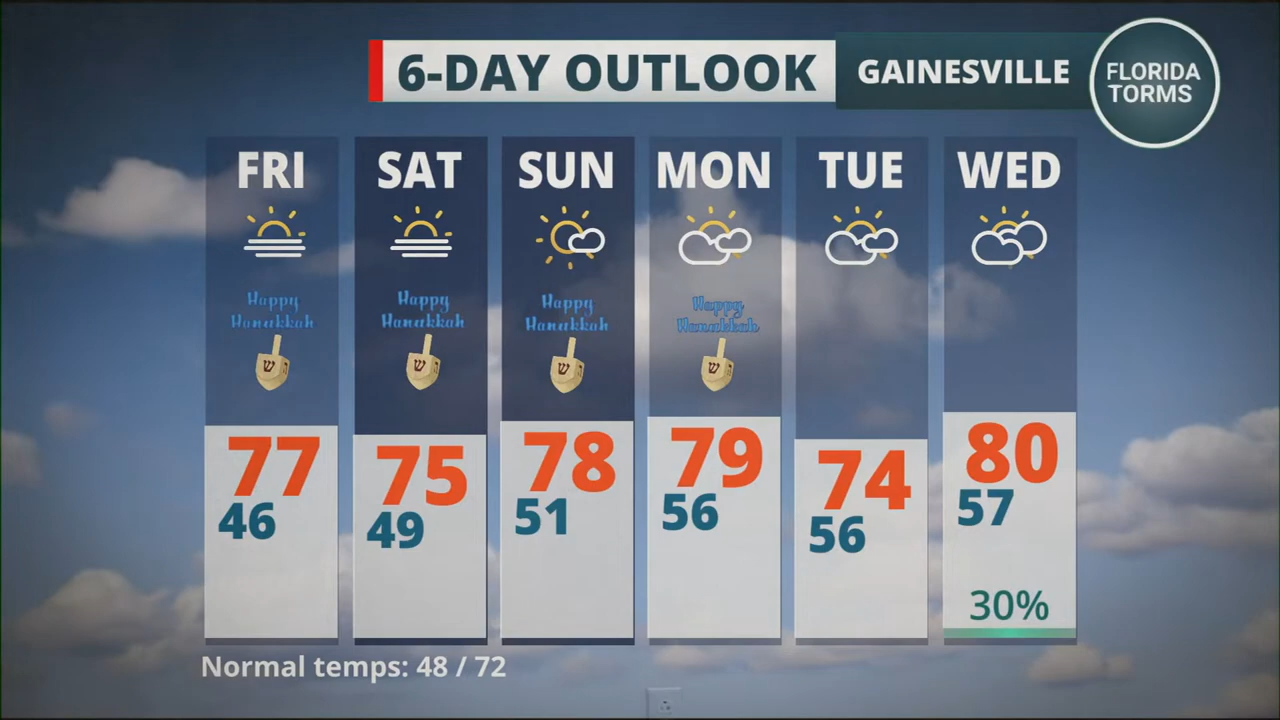 6-DAY OUTLOOK
GAINESVILLE
FLORIDA
TORMS
FRI
SAT
SUN
MON
TUE
WED
Happy
Hanukkah
ש
ה
Happy
Hanukkah
ש
ה
Happy
Hanukkah
ש
ה
Happy
Hanukkah
ש
ה
77
46
75
49
78
51
79
56
74
56
80
57
30%
Normal temps: 48 / 72